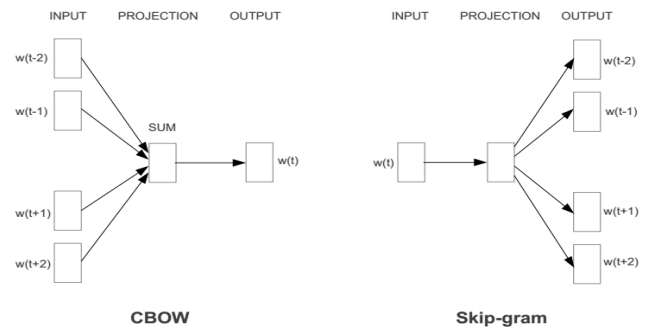 INPUT PROJECTION OUTPUT
w(t-2)
w(t-1)
SUM
w(t)
w(t+1)
w(t+2)
CBOW
INPUT PROJECTION OUTPUT
w(t-2)
w(t-1)
w(t)
w(t+1)
w(t+2)
Skip-gram